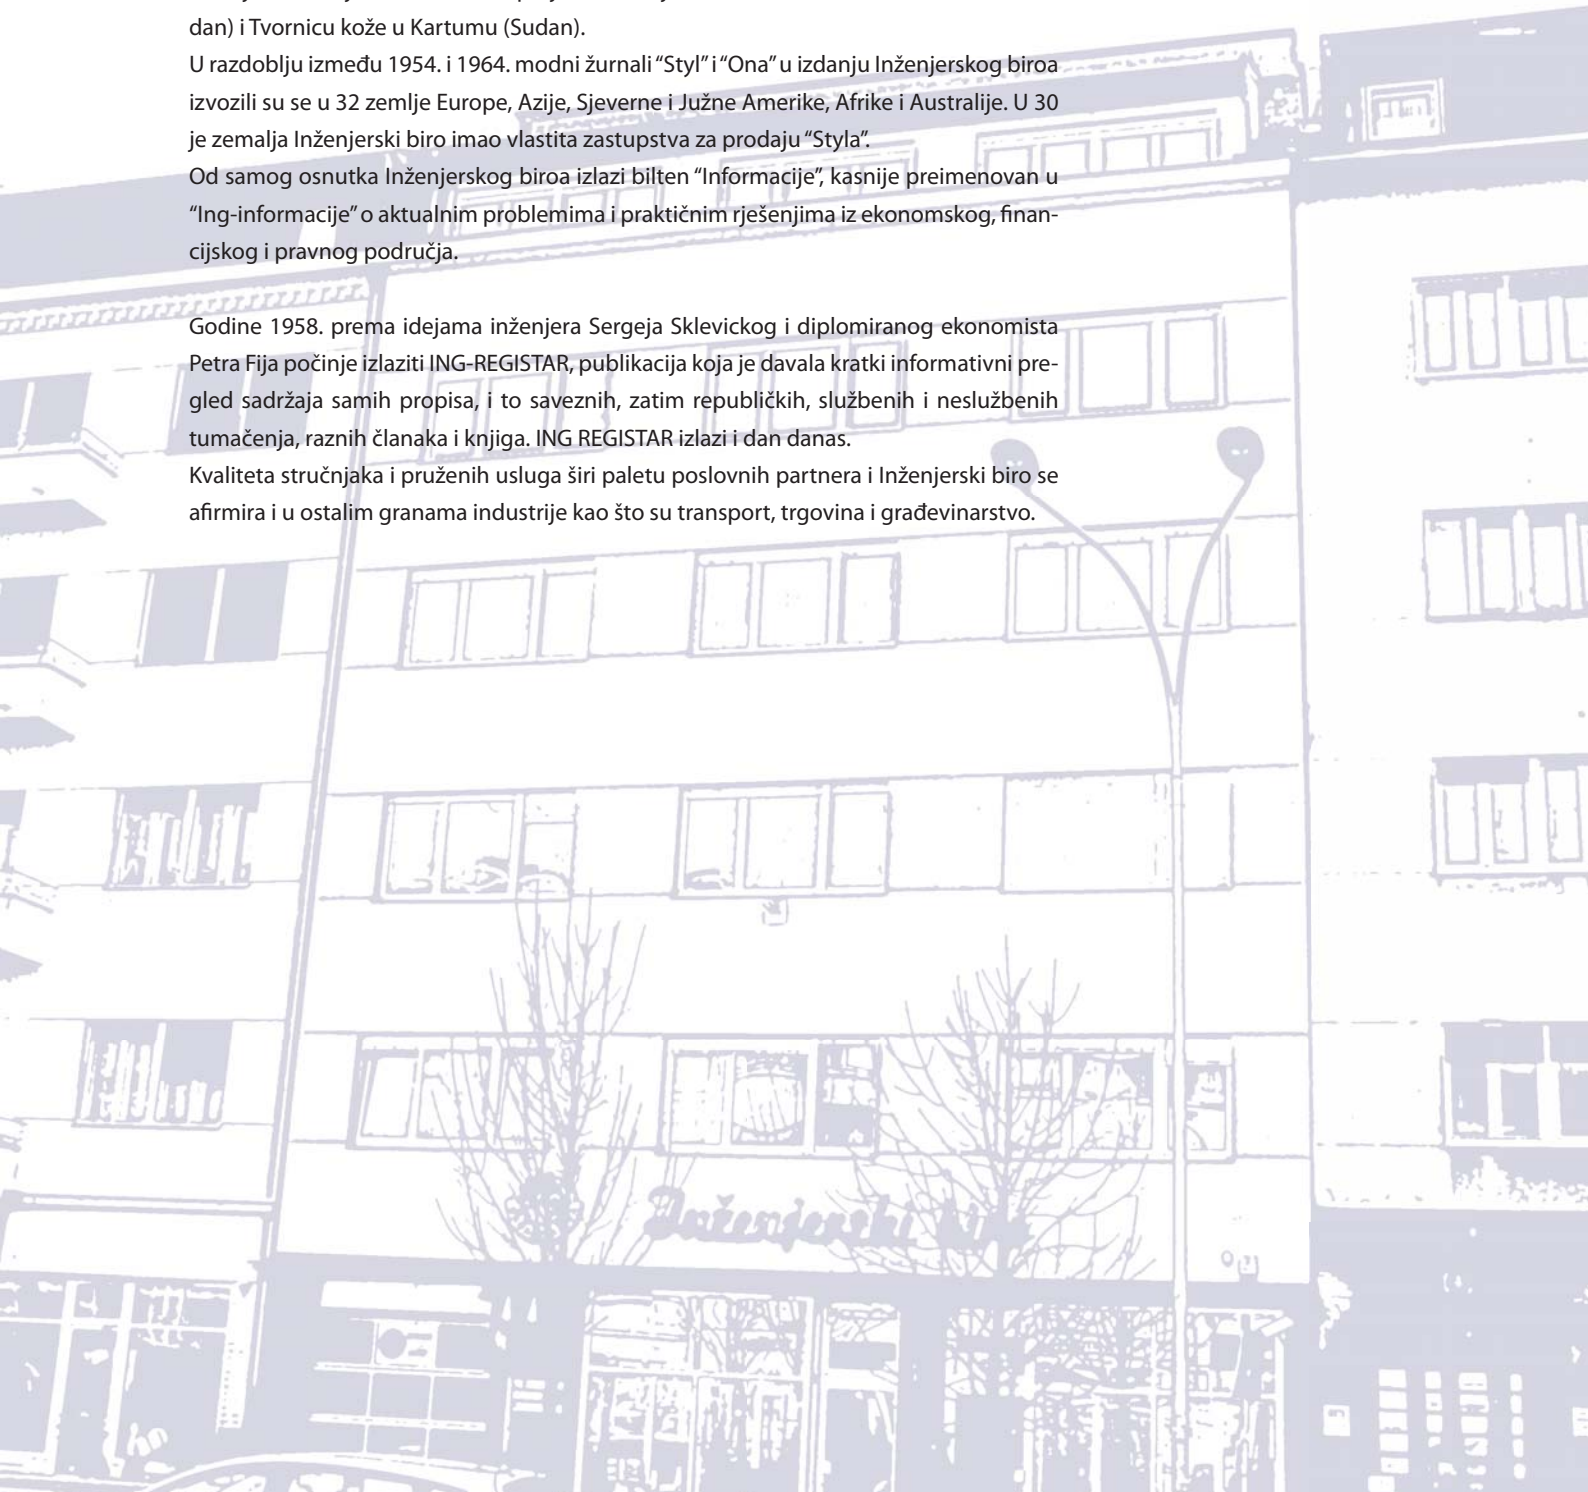 dan) i Tvornicu kože u Kartumu (Sudan).
U razdoblju između 1954. i 1964. modni žurnali “Styl” i “Ona” u izdanju Inženjerskog biroa
izvozili su se u 32 zemlje Europe, Azije, Sjeverne i Južne Amerike, Afrike i Australije. U 30
je zemalja Inženjerski biro imao vlastita zastupstva za prodaju “Styla”.
Od samog osnutka Inženjerskog biroa izlazi bilten “Informacije”, kasnije preimenovan u
“Ing-informacije” o aktualnim problemima i praktičnim rješenjima iz ekonomskog, finan-
cijskog i pravnog područja.
Godine 1958. prema idejama inženjera Sergeja Sklevickog i diplomiranog ekonomista
Petra Fija počinje izlaziti ING-REGISTAR, publikacija koja je davala kratki informativni pre-
gled sadržaja samih propisa, i to saveznih, zatim republičkih, službenih i neslužbenih
tumačenja, raznih članaka i knjiga. ING REGISTAR izlazi i dan danas.
Kvaliteta stručnjaka i pruženih usluga širi paletu poslovnih partnera i Inženjerski biro se
afirmira i u ostalim granama industrije kao što su transport, trgovina i građevinarstvo.
Inženjerski biro